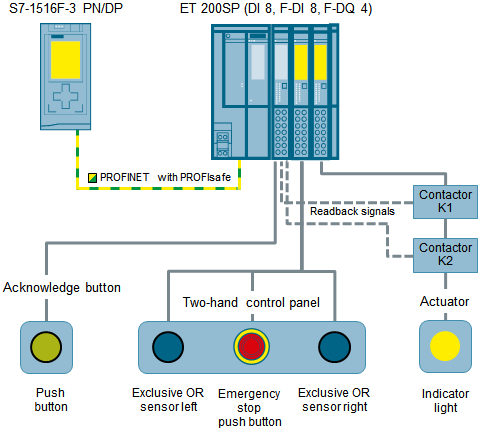 S7-1516F-3 PN/DP
ET 200SP (DI 8, F-DI 8, F-DQ 4)
PROFINET with PROFIsafe
Contactor
K1
Readback signals
Contactor
K2
Acknowledge button
Two-hand control panel
Actuator
Push
button
Exclusive OR
sensor left
Emergency
stop
push button
Exclusive OR
sensor right
Indicator
light